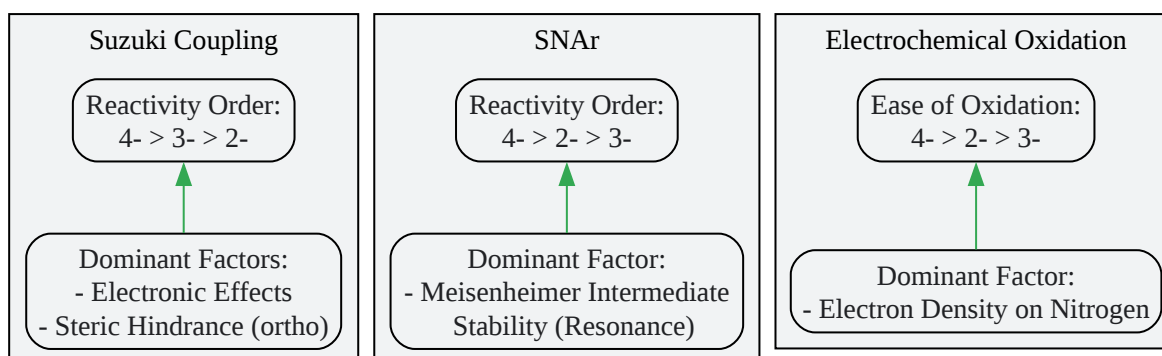 Suzuki Coupling
Reactivity Order:
4- > 3- > 2-
Dominant Factors:
- Electronic Effects
- Steric Hindrance (ortho)
SNAr
Reactivity Order:
4- > 2- > 3-
Dominant Factor:
- Meisenheimer Intermediate
Stability (Resonance)
Electrochemical Oxidation
Ease of Oxidation:
4- > 2- > 3-
Dominant Factor:
- Electron Density on Nitrogen